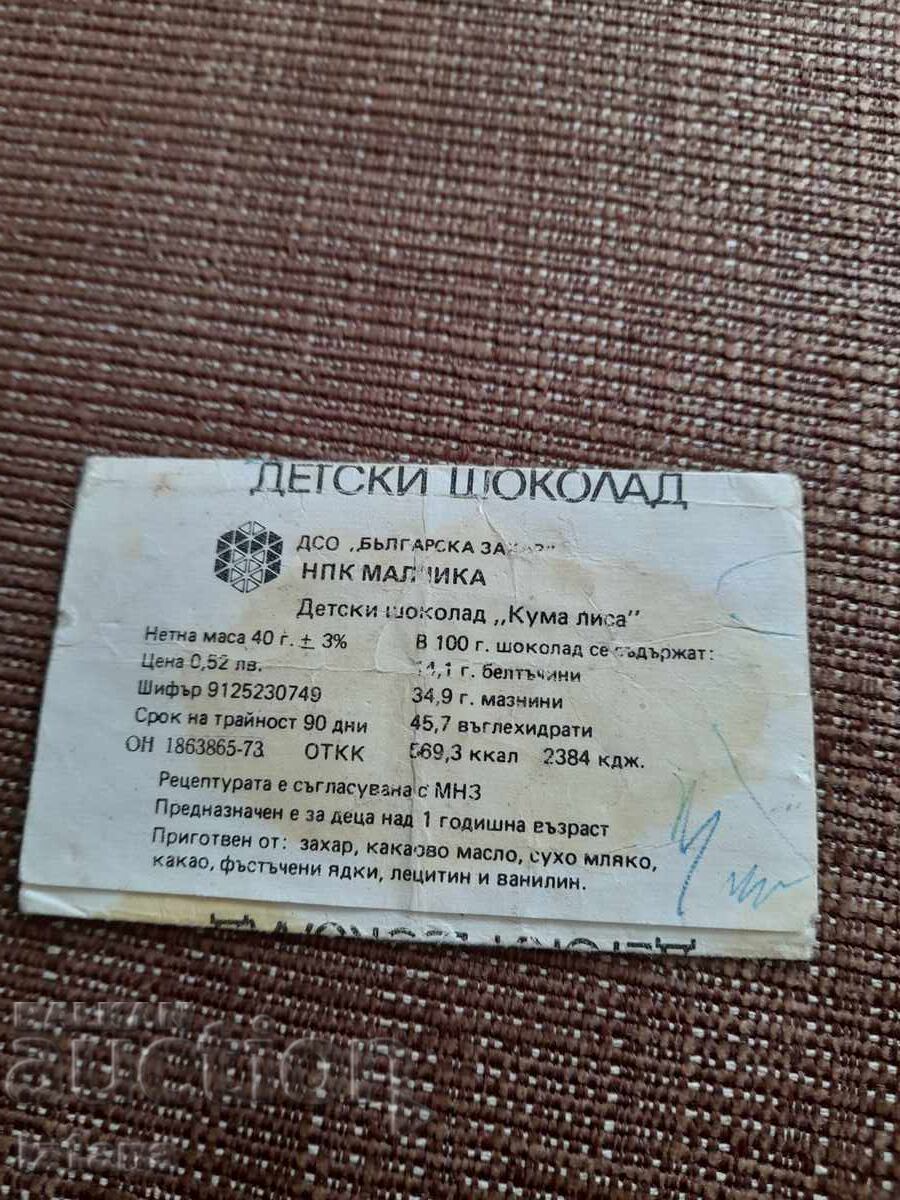 ДЕТСКИ ШОКОЛАД
ДСО „БЪЛГАРСКА ЗАХАР"
НПК МАЛЧИКА
Детски шоколад „Кума лиса"
Нетна маса 40 г. ± 3%
Цена 0,52 лв.
Шифър 9125230749
Срок на трайност 90 дни
ОН 1863865-73 ОТКК
В 100 г. шоколад се съдържат:
14,1 г. белтъчини
34,9 г. мазнини
45,7 въглехидрати
569,3 ккал 2384 кдж.
Рецептурата е съгласувана с МНЗ
Предназначен е за деца над 1 годишна възраст
Приготвен от: захар, какаово масло, сухо мляко,
какао, фъстъчени ядки, лецитин и ванилин.
BALKAN
auction
izfana